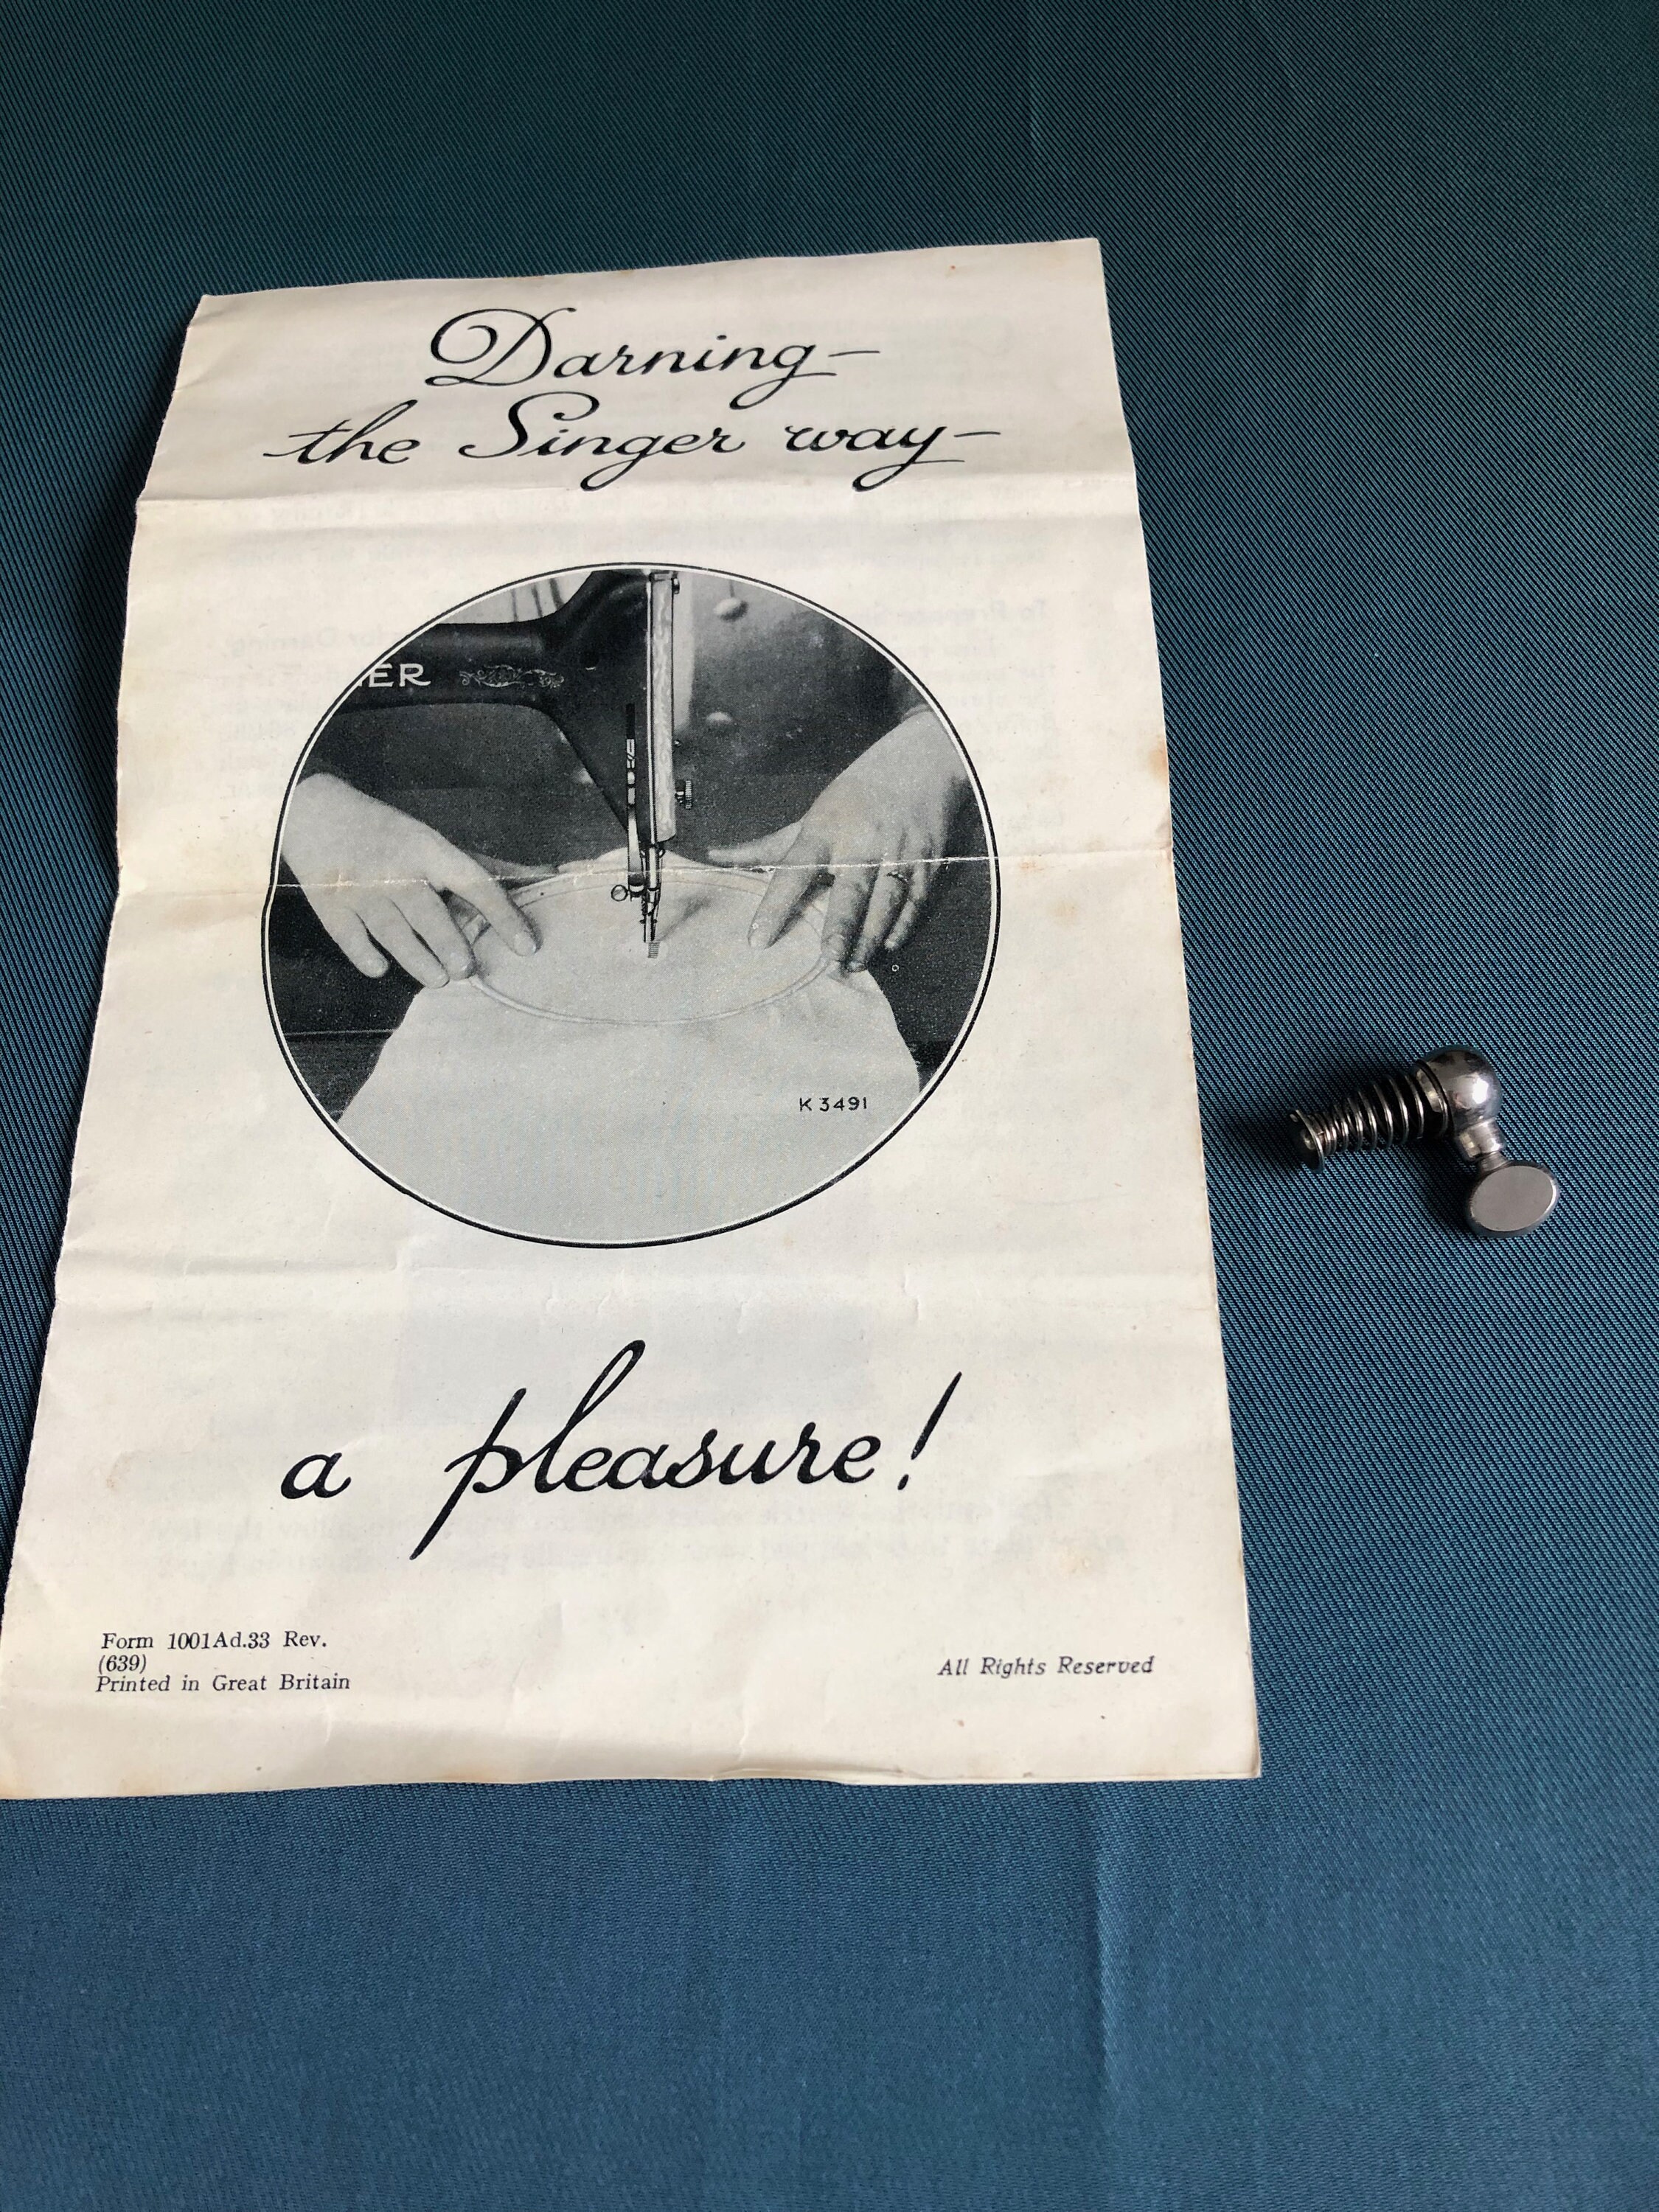 Darning—
the Singer way—
ER
K 3491
a pleasure!
Form 1001Ad.33 Rev.
(639)
Printed in Great Britain
All Rights Reserved